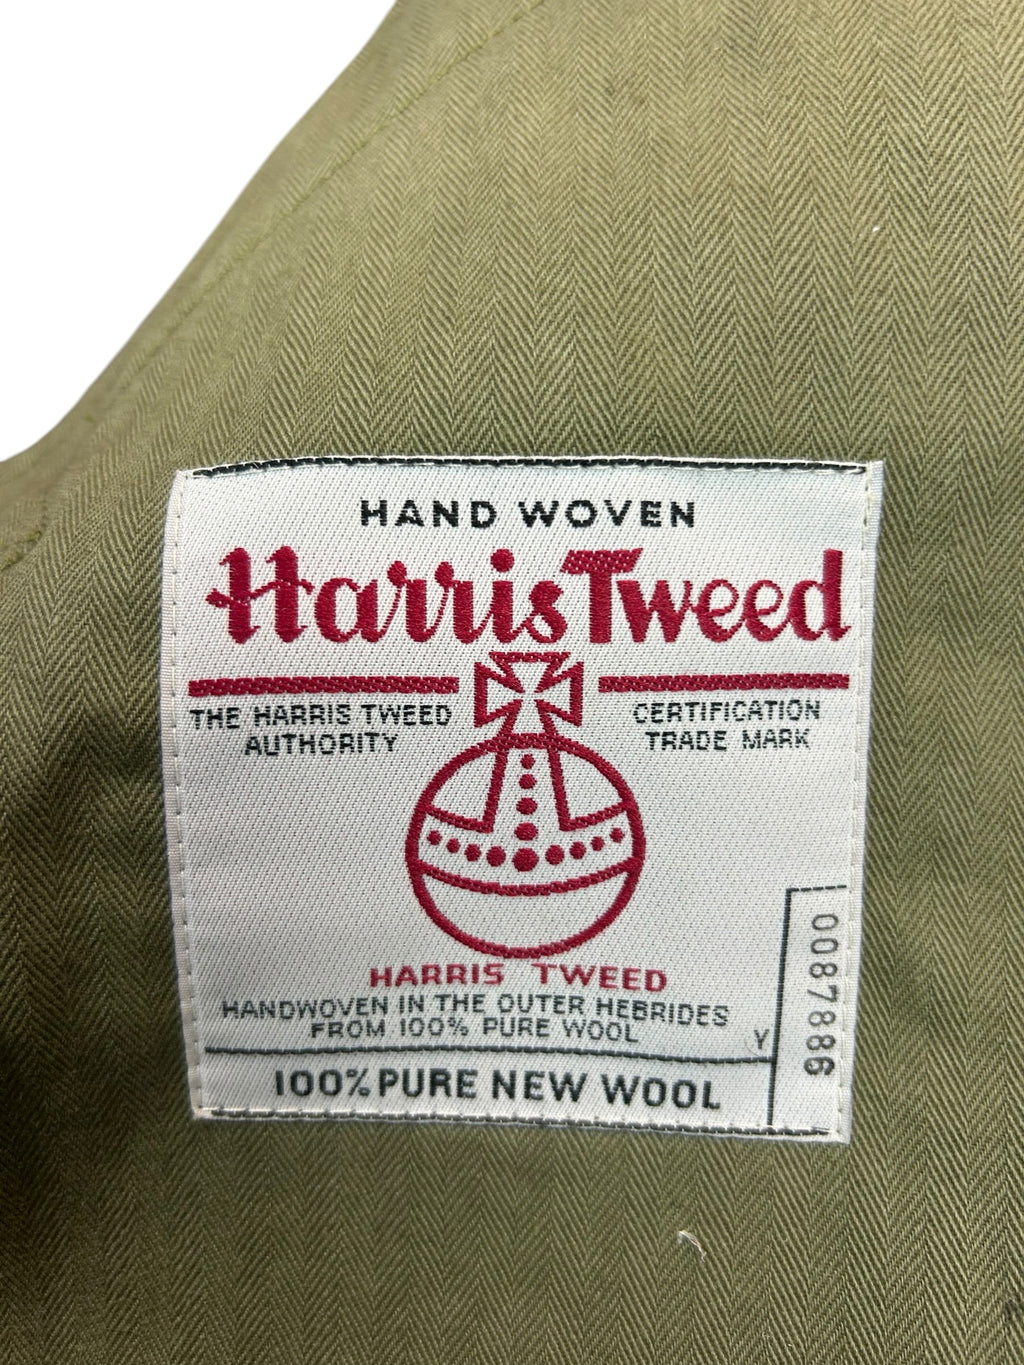 HAND WOVEN
Harris Tweed
THE HARRIS TWEED
AUTHORITY
CERTIFICATION
TRADE MARK
HARRIS TWEED
HANDWOVEN IN THE OUTER HEBRIDES
FROM 100% PURE WOOL
Y
100% PURE NEW WOOL
0087886